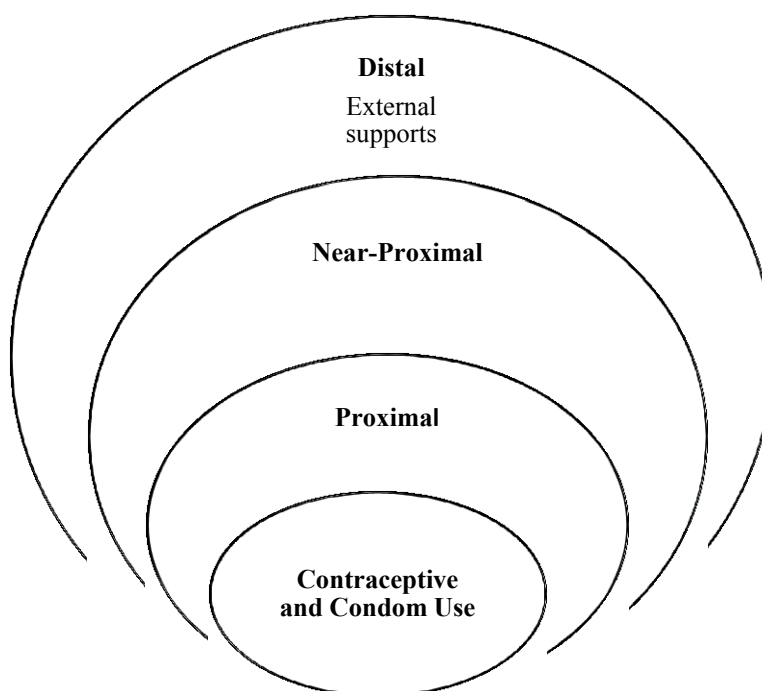 Distal
External
supports
Near-Proximal
Proximal
Contraceptive
and Condom Use